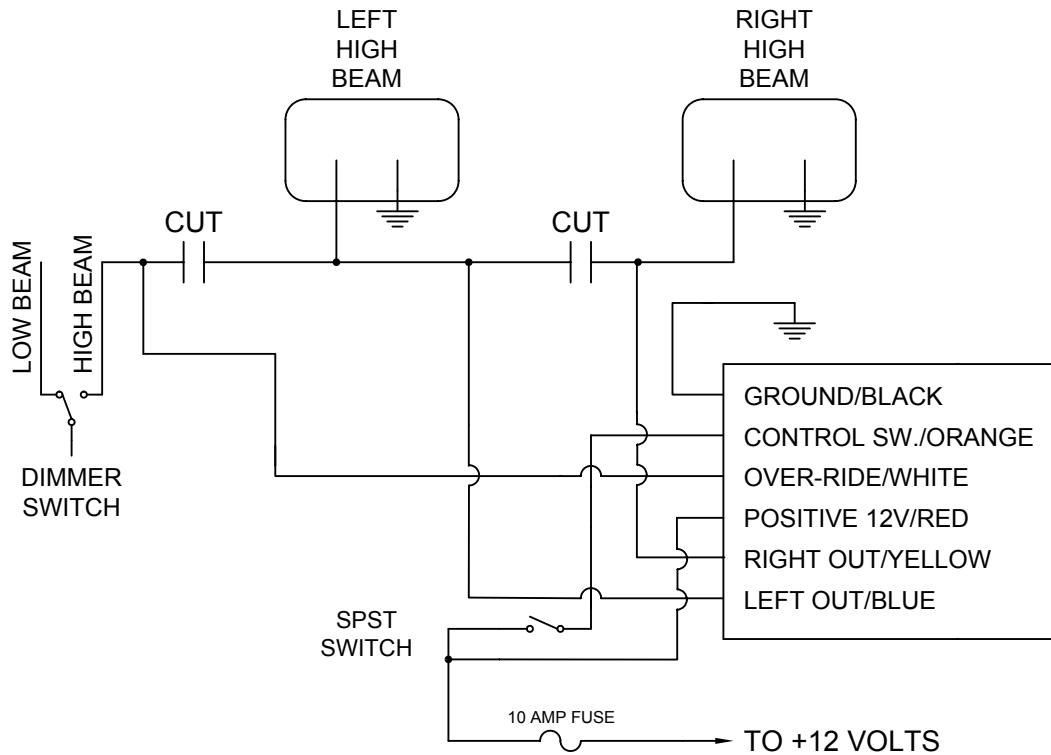 LEFT
HIGH
BEAM
RIGHT
HIGH
BEAM
CUT
CUT
LOW BEAM
HIGH BEAM
DIMMER
SWITCH
GROUND/BLACK
CONTROL SW./ORANGE
OVER-RIDE/WHITE
POSITIVE 12V/RED
RIGHT OUT/YELLOW
LEFT OUT/BLUE
SPST
SWITCH
10 AMP FUSE
TO +12 VOLTS